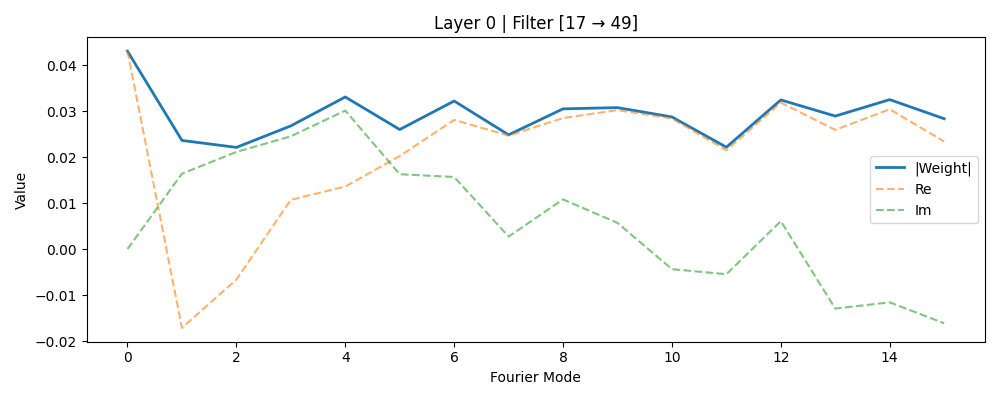 Layer 0 | Filter [17 → 49]
Value
0.04
0.03
0.02
0.01
0.00
−0.01
−0.02
|Weight|
Re
Im
0 2 4 6 8 10 12 14
Fourier Mode